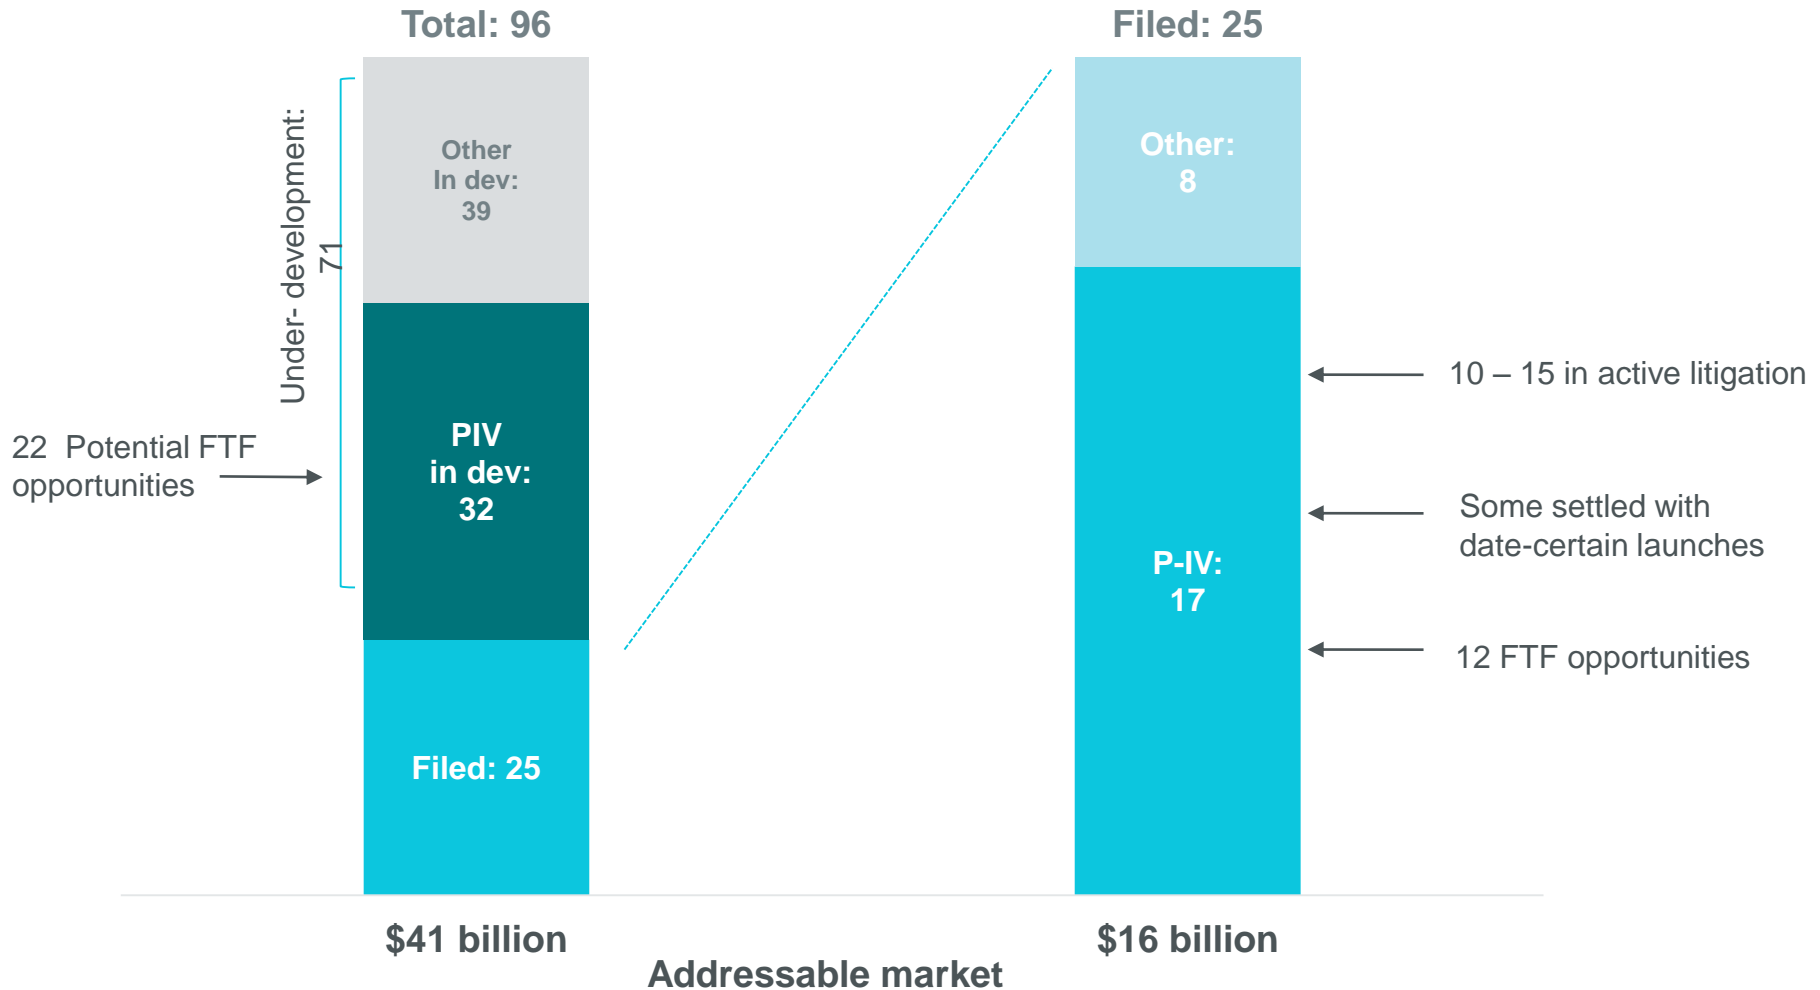 Total: 96
Filed: 25
Under- development:
71
Other
In dev:
39
Other:
8
10 – 15 in active litigation
22  Potential FTF
opportunities
PIV
in dev:
32
Some settled with
date-certain launches
P-IV:
17
12 FTF opportunities
Filed: 25
$41 billion
$16 billion
Addressable market